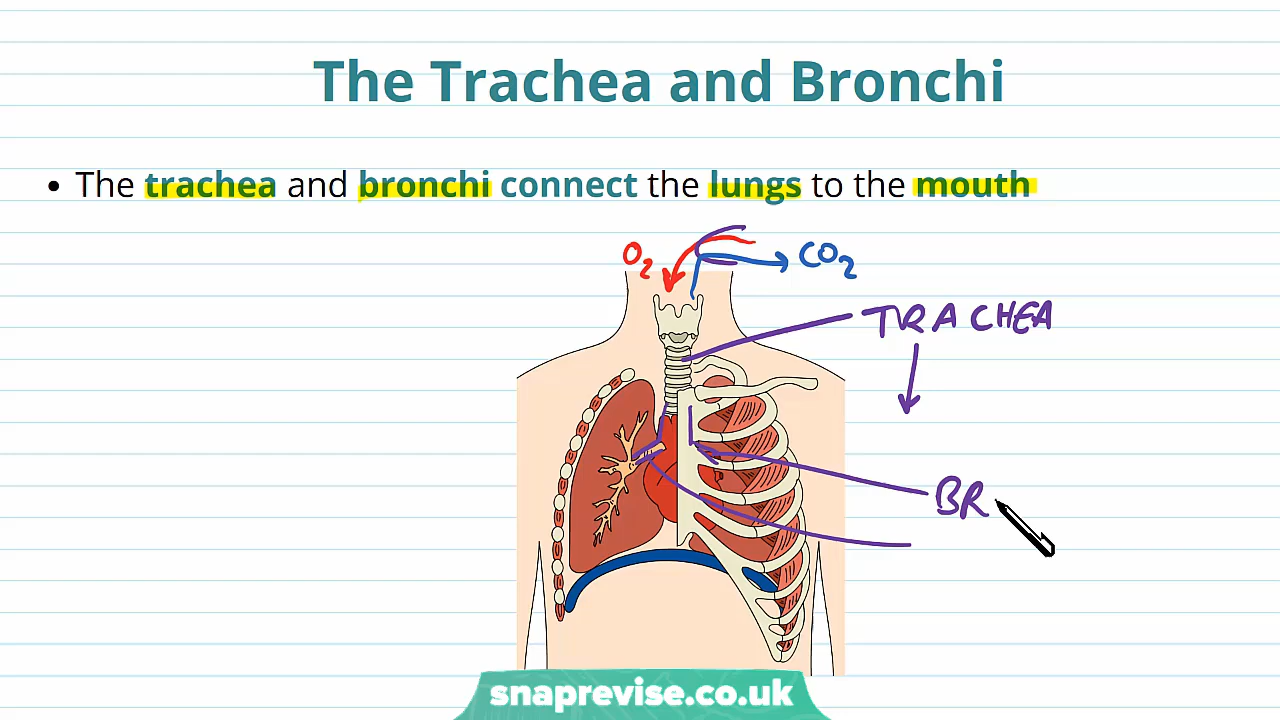 The Trachea and Bronchi
• The trachea and bronchi connect the lungs to the mouth
O₂
CO₂
TRACHEA
BR
snaprevise.co.uk